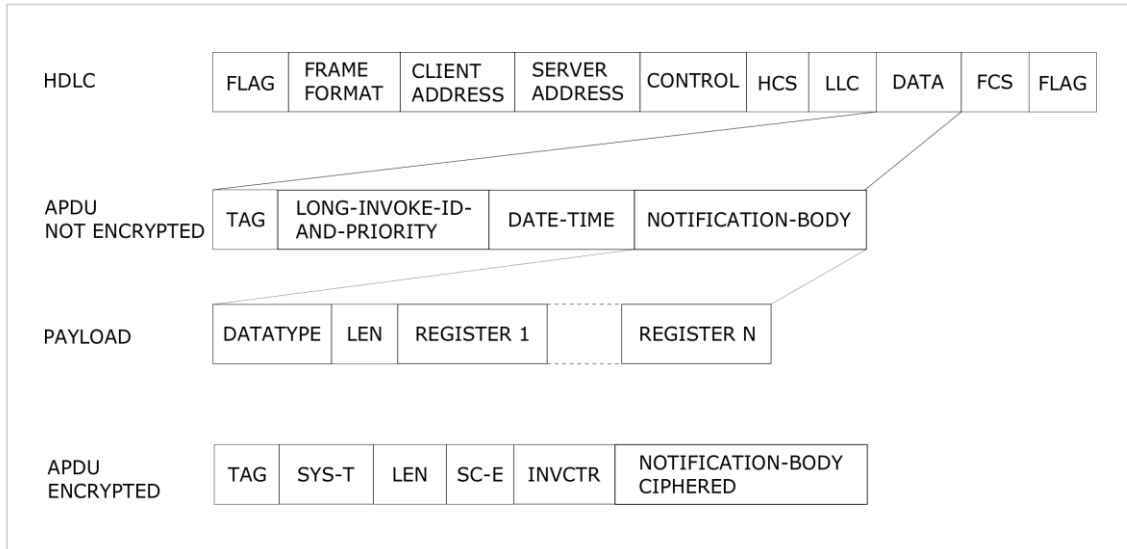 HDLC
FLAG
FRAME
FORMAT
CLIENT
ADDRESS
SERVER
ADDRESS
CONTROL
HCS
LLC
DATA
FCS
FLAG
APDU
NOT ENCRYPTED
TAG
LONG-INVOKE-ID-
AND-PRIORITY
DATE-TIME
NOTIFICATION-BODY
PAYLOAD
DATATYPE
LEN
REGISTER 1
REGISTER N
APDU
ENCRYPTED
TAG
SYS-T
LEN
SC-E
INVCTR
NOTIFICATION-BODY
CIPHERED